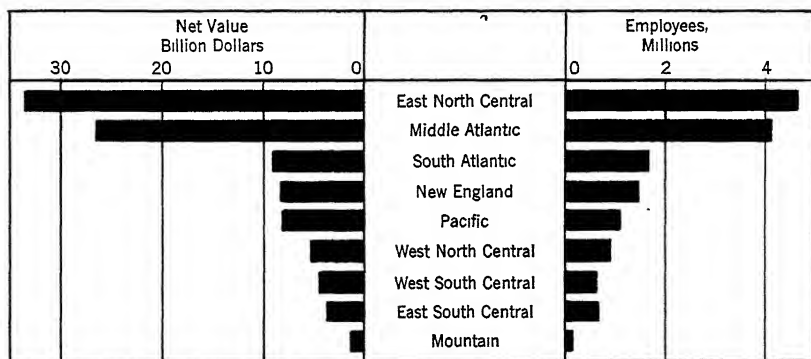 Net Value
Billion Dollars
Employees,
Millions
30 20 10 0
0 2 4
East North Central
Middle Atlantic
South Atlantic
New England
Pacific
West North Central
West South Central
East South Central
Mountain